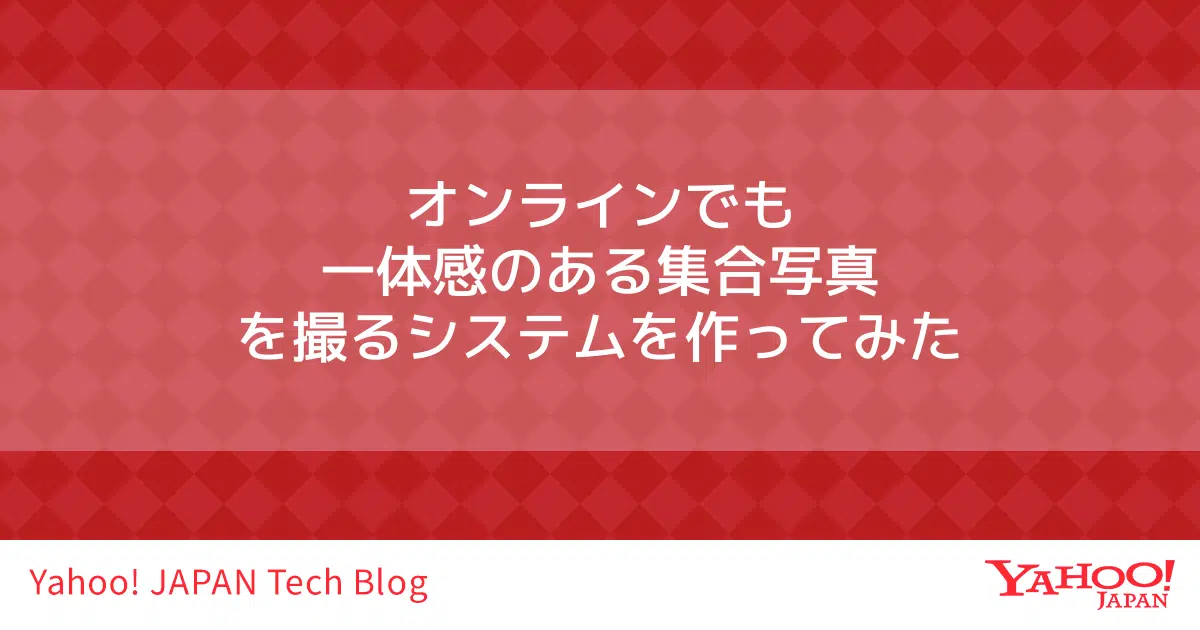 オンラインでも
一体感のある集合写真
を撮るシステムを作ってみた
Yahoo! JAPAN Tech Blog
YAHOO!
JAPAN